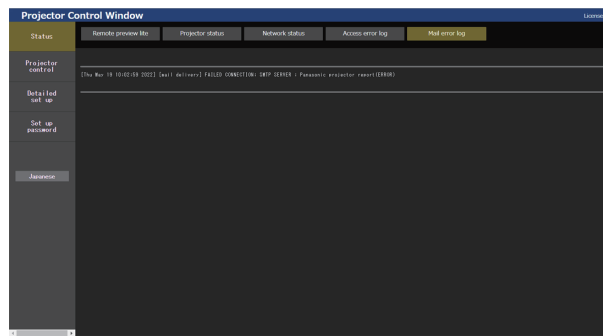 Projector Control Window
License
Status
Remote preview lite
Projector status
Network status
Access error log
Mail error log
Projector
control
[Thu Mar 10 10:02:59 2022] [mail delivery] FAILED CONNECTION: SMTP SERVER : Panasonic projector report(ERROR)
Detailed
set up
Set up
password
Japanese